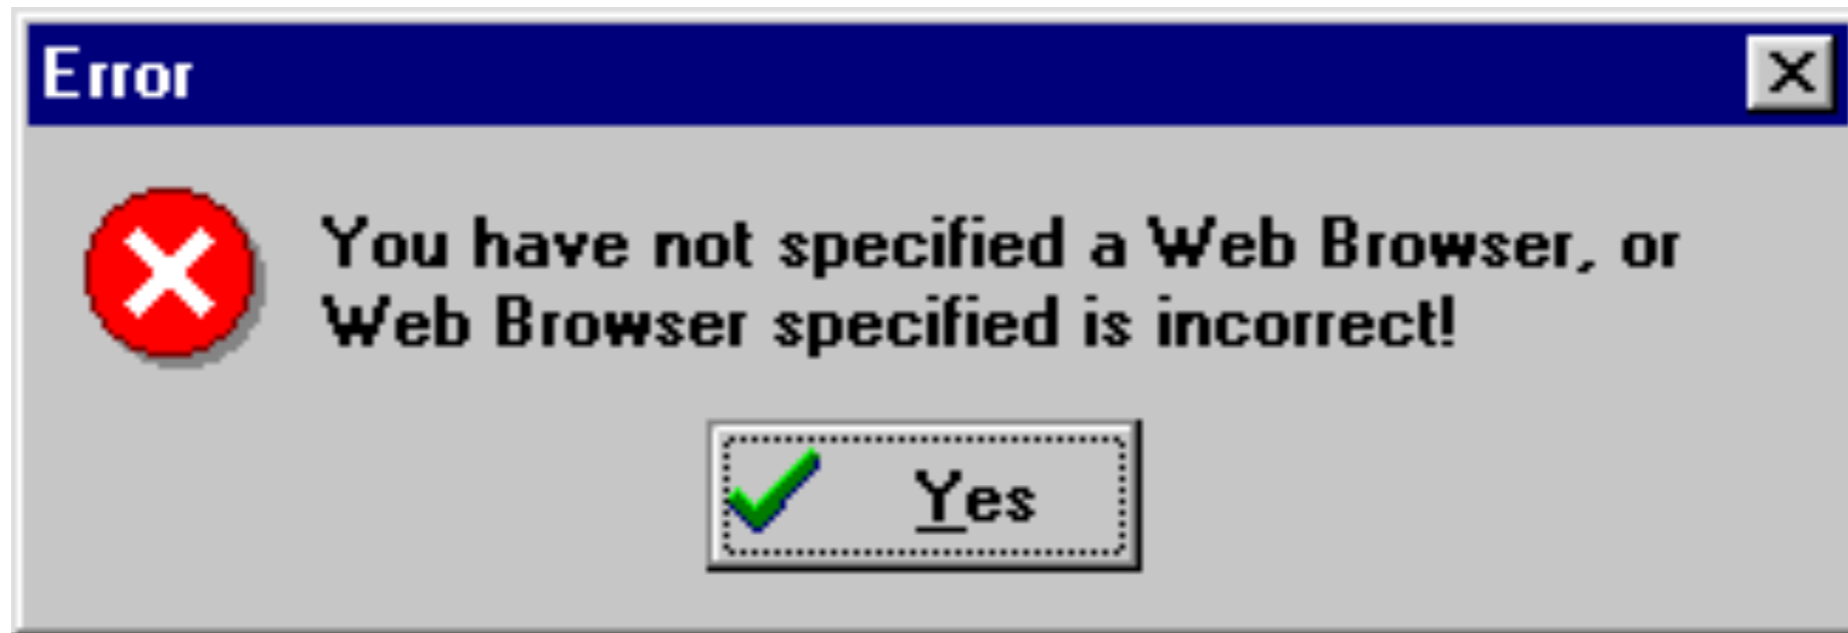 Error
You have not specified a Web Browser, or
Web Browser specified is incorrect!
Yes